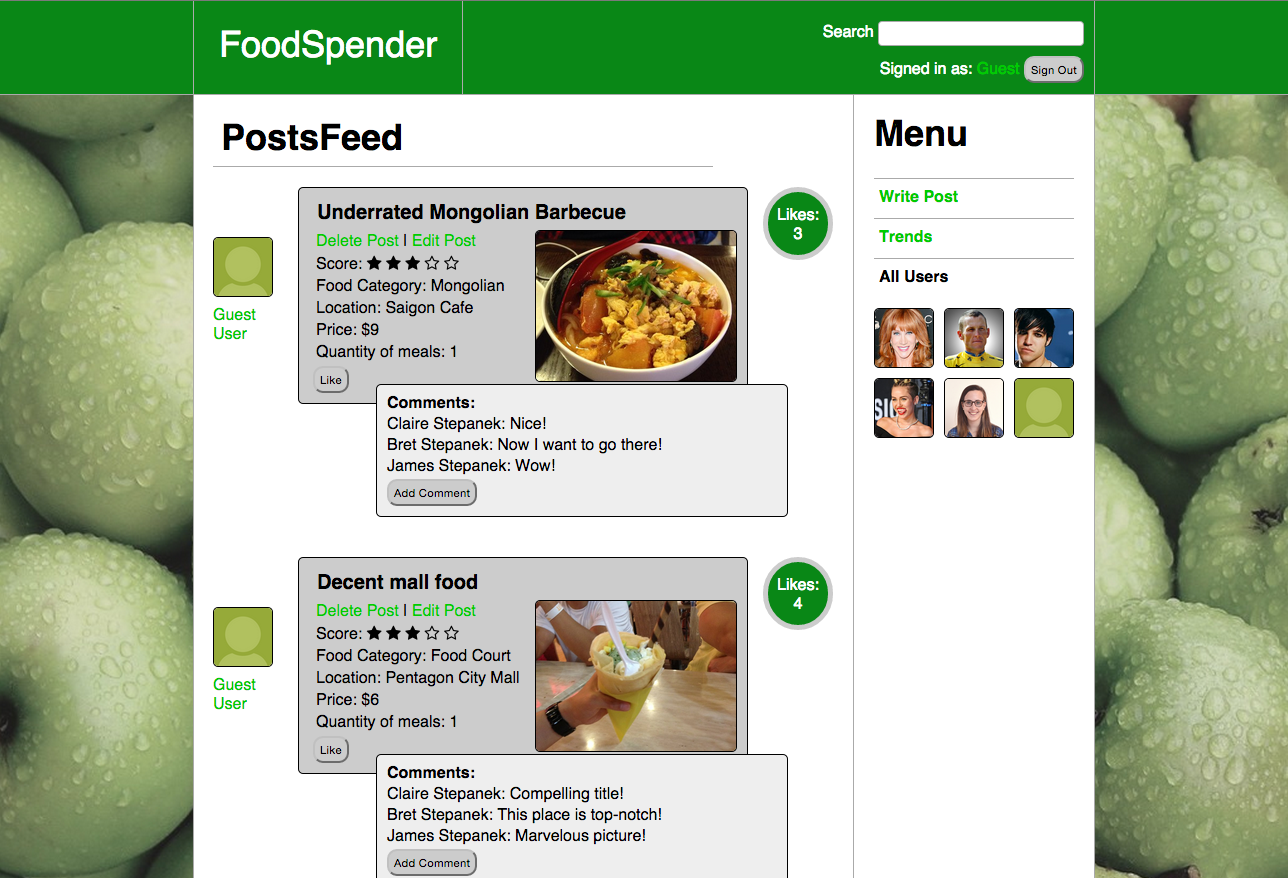 FoodSpender
Search
Signed in as: Guest Sign Out
PostsFeed
Underrated Mongolian Barbecue
Delete Post | Edit Post
Score:
Food Category: Mongolian
Location: Saigon Cafe
Price: $9
Quantity of meals: 1
Like
Likes:
3
Guest
User
Comments:
Claire Stepanek: Nice!
Bret Stepanek: Now I want to go there!
James Stepanek: Wow!
Add Comment
Decent mall food
Delete Post | Edit Post
Score:
Food Category: Food Court
Location: Pentagon City Mall
Price: $6
Quantity of meals: 1
Like
Likes:
4
Guest
User
Comments:
Claire Stepanek: Compelling title!
Bret Stepanek: This place is top-notch!
James Stepanek: Marvelous picture!
Add Comment
Menu
Write Post
Trends
All Users